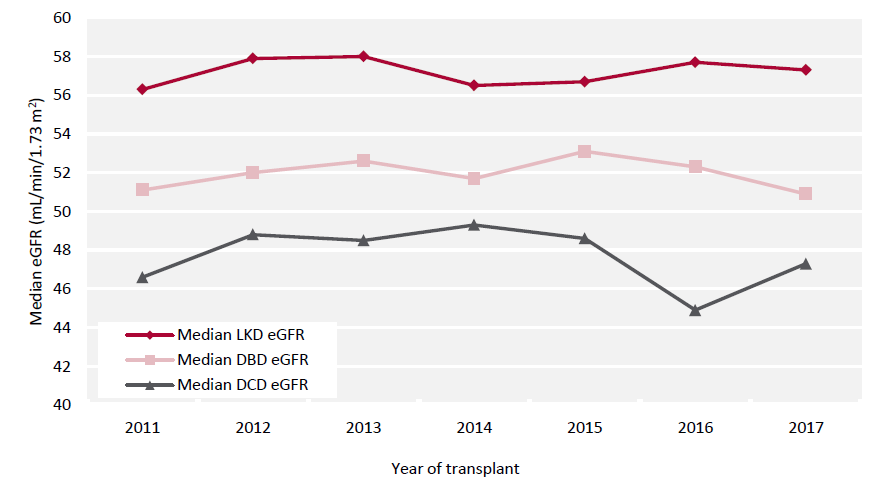 60
58
56
54
52
50
48
46
44
42
40
Median eGFR (mL/min/1.73 m²)
Median LKD eGFR
Median DBD eGFR
Median DCD eGFR
2011 2012 2013 2014 2015 2016 2017
Year of transplant